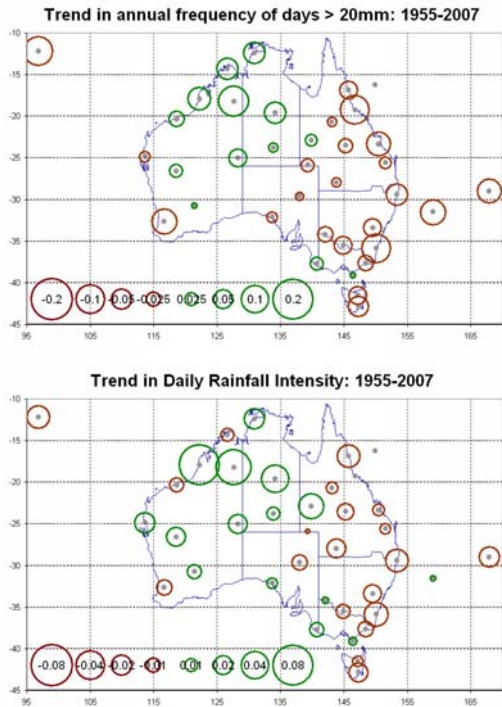 Trend in annual frequency of days > 20mm: 1955-2007
-10
-15
-20
-25
-30
-35
-40
-0.2 -0.1 -0.05 -0.025 0.025 0.05 0.1 0.2
-45
95 105 115 125 135 145 155 165
Trend in Daily Rainfall Intensity: 1955-2007
-10
-15
-20
-25
-30
-35
-40
-0.08 -0.04 -0.02 -0.01 0.01 0.02 0.04 0.08
-45
95 105 115 125 135 145 155 165